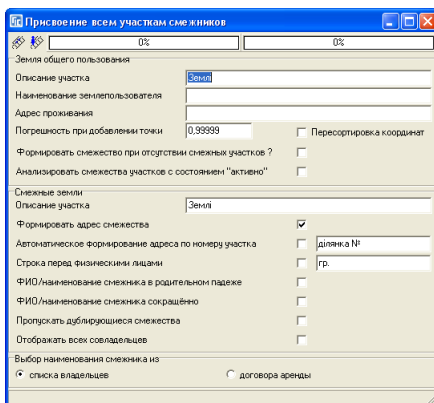 Присвоение всем участкам смежников
0% 0%
Земля общего пользования
Описание участка Землі
Наименование землепользователя
Адрес проживания
Погрешность при добавлении точки 0,99999 Пересортировка координат
Формировать смежество при отсутствии смежных участков ?
Анализировать смежества участков с состоянием "активно"
Смежные земли
Описание участка Землі
Формировать адрес смежества
Автоматическое формирование адреса по номеру участка ділянка №
Строка перед физическими лицами гр.
ФИО/наименование смежника в родительном падеже
ФИО/наименование смежника сокращённо
Пропускать дублирующиеся смежества
Отображать всех совладельцев
Выбор наименования смежника из
списка владельцев договора аренды